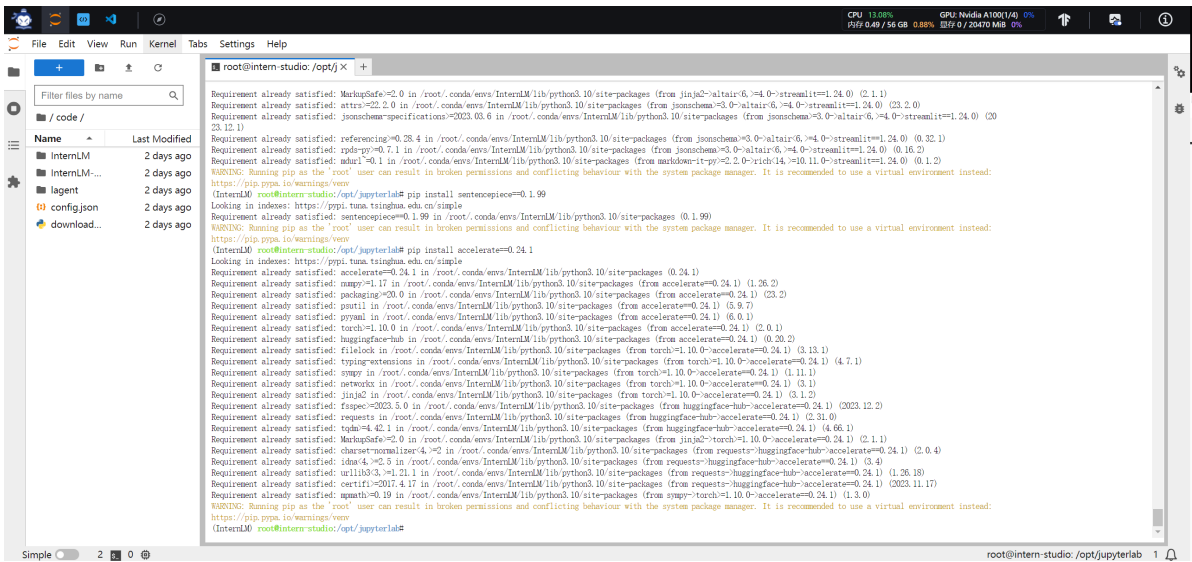 CPU 13.08% GPU: Nvidia A100(1/4) 0%
内存 0.49 / 56 GB 0.88% 显存 0 / 20470 MiB 0%
File Edit View Run Kernel Tabs Settings Help
root@intern-studio: /opt/j
Filter files by name
/ code /
Name Last Modified
InternLM 2 days ago
InternLM-... 2 days ago
lagent 2 days ago
config.json 2 days ago
download... 2 days ago
Requirement already satisfied: MarkupSafe>=2.0 in /root/.conda/envs/InternLM/lib/python3.10/site-packages (from jinja2->altair<6,>=4.0->streamlit==1.24.0) (2.1.1)
Requirement already satisfied: attrs>=22.2.0 in /root/.conda/envs/InternLM/lib/python3.10/site-packages (from jsonschema>=3.0->altair<6,>=4.0->streamlit==1.24.0) (23.2.0)
Requirement already satisfied: jsonschema-specifications>=2023.03.6 in /root/.conda/envs/InternLM/lib/python3.10/site-packages (from jsonschema>=3.0->altair<6,>=4.0->streamlit==1.24.0) (20
23.12.1)
Requirement already satisfied: referencing>=0.28.4 in /root/.conda/envs/InternLM/lib/python3.10/site-packages (from jsonschema>=3.0->altair<6,>=4.0->streamlit==1.24.0) (0.32.1)
Requirement already satisfied: rpds-py>=0.7.1 in /root/.conda/envs/InternLM/lib/python3.10/site-packages (from jsonschema>=3.0->altair<6,>=4.0->streamlit==1.24.0) (0.16.2)
Requirement already satisfied: mdurl~=0.1 in /root/.conda/envs/InternLM/lib/python3.10/site-packages (from markdown-it-py>=2.2.0->rich<14,>=10.11.0->streamlit==1.24.0) (0.1.2)
WARNING: Running pip as the 'root' user can result in broken permissions and conflicting behaviour with the system package manager. It is recommended to use a virtual environment instead:
https://pip.pypa.io/warnings/venv
(InternLM) root@intern-studio:/opt/jupyterlab# pip install sentencepiece==0.1.99
Looking in indexes: https://pypi.tuna.tsinghua.edu.cn/simple
Requirement already satisfied: sentencepiece==0.1.99 in /root/.conda/envs/InternLM/lib/python3.10/site-packages (0.1.99)
WARNING: Running pip as the 'root' user can result in broken permissions and conflicting behaviour with the system package manager. It is recommended to use a virtual environment instead:
https://pip.pypa.io/warnings/venv
(InternLM) root@intern-studio:/opt/jupyterlab# pip install accelerate==0.24.1
Looking in indexes: https://pypi.tuna.tsinghua.edu.cn/simple
Requirement already satisfied: accelerate==0.24.1 in /root/.conda/envs/InternLM/lib/python3.10/site-packages (0.24.1)
Requirement already satisfied: numpy>=1.17 in /root/.conda/envs/InternLM/lib/python3.10/site-packages (from accelerate==0.24.1) (1.26.2)
Requirement already satisfied: packaging>=20.0 in /root/.conda/envs/InternLM/lib/python3.10/site-packages (from accelerate==0.24.1) (23.2)
Requirement already satisfied: psutil in /root/.conda/envs/InternLM/lib/python3.10/site-packages (from accelerate==0.24.1) (5.9.7)
Requirement already satisfied: pyyaml in /root/.conda/envs/InternLM/lib/python3.10/site-packages (from accelerate==0.24.1) (6.0.1)
Requirement already satisfied: torch>=1.10.0 in /root/.conda/envs/InternLM/lib/python3.10/site-packages (from accelerate==0.24.1) (2.0.1)
Requirement already satisfied: huggingface-hub in /root/.conda/envs/InternLM/lib/python3.10/site-packages (from accelerate==0.24.1) (0.20.2)
Requirement already satisfied: filelock in /root/.conda/envs/InternLM/lib/python3.10/site-packages (from torch>=1.10.0->accelerate==0.24.1) (3.13.1)
Requirement already satisfied: typing-extensions in /root/.conda/envs/InternLM/lib/python3.10/site-packages (from torch>=1.10.0->accelerate==0.24.1) (4.7.1)
Requirement already satisfied: sympy in /root/.conda/envs/InternLM/lib/python3.10/site-packages (from torch>=1.10.0->accelerate==0.24.1) (1.11.1)
Requirement already satisfied: networkx in /root/.conda/envs/InternLM/lib/python3.10/site-packages (from torch>=1.10.0->accelerate==0.24.1) (3.1)
Requirement already satisfied: jinja2 in /root/.conda/envs/InternLM/lib/python3.10/site-packages (from torch>=1.10.0->accelerate==0.24.1) (3.1.2)
Requirement already satisfied: fsspec>=2023.5.0 in /root/.conda/envs/InternLM/lib/python3.10/site-packages (from huggingface-hub->accelerate==0.24.1) (2023.12.2)
Requirement already satisfied: requests in /root/.conda/envs/InternLM/lib/python3.10/site-packages (from huggingface-hub->accelerate==0.24.1) (2.31.0)
Requirement already satisfied: tqdm>=4.42.1 in /root/.conda/envs/InternLM/lib/python3.10/site-packages (from huggingface-hub->accelerate==0.24.1) (4.66.1)
Requirement already satisfied: MarkupSafe>=2.0 in /root/.conda/envs/InternLM/lib/python3.10/site-packages (from jinja2->torch>=1.10.0->accelerate==0.24.1) (2.1.1)
Requirement already satisfied: charset-normalizer<4,>=2 in /root/.conda/envs/InternLM/lib/python3.10/site-packages (from requests->huggingface-hub->accelerate==0.24.1) (2.0.4)
Requirement already satisfied: idna<4,>=2.5 in /root/.conda/envs/InternLM/lib/python3.10/site-packages (from requests->huggingface-hub->accelerate==0.24.1) (3.4)
Requirement already satisfied: urllib3<3,>=1.21.1 in /root/.conda/envs/InternLM/lib/python3.10/site-packages (from requests->huggingface-hub->accelerate==0.24.1) (1.26.18)
Requirement already satisfied: certifi>=2017.4.17 in /root/.conda/envs/InternLM/lib/python3.10/site-packages (from requests->huggingface-hub->accelerate==0.24.1) (2023.11.17)
Requirement already satisfied: mpmath>=0.19 in /root/.conda/envs/InternLM/lib/python3.10/site-packages (from sympy->torch>=1.10.0->accelerate==0.24.1) (1.3.0)
WARNING: Running pip as the 'root' user can result in broken permissions and conflicting behaviour with the system package manager. It is recommended to use a virtual environment instead:
https://pip.pypa.io/warnings/venv
(InternLM) root@intern-studio:/opt/jupyterlab#
Simple 2 0 root@intern-studio: /opt/jupyterlab 1